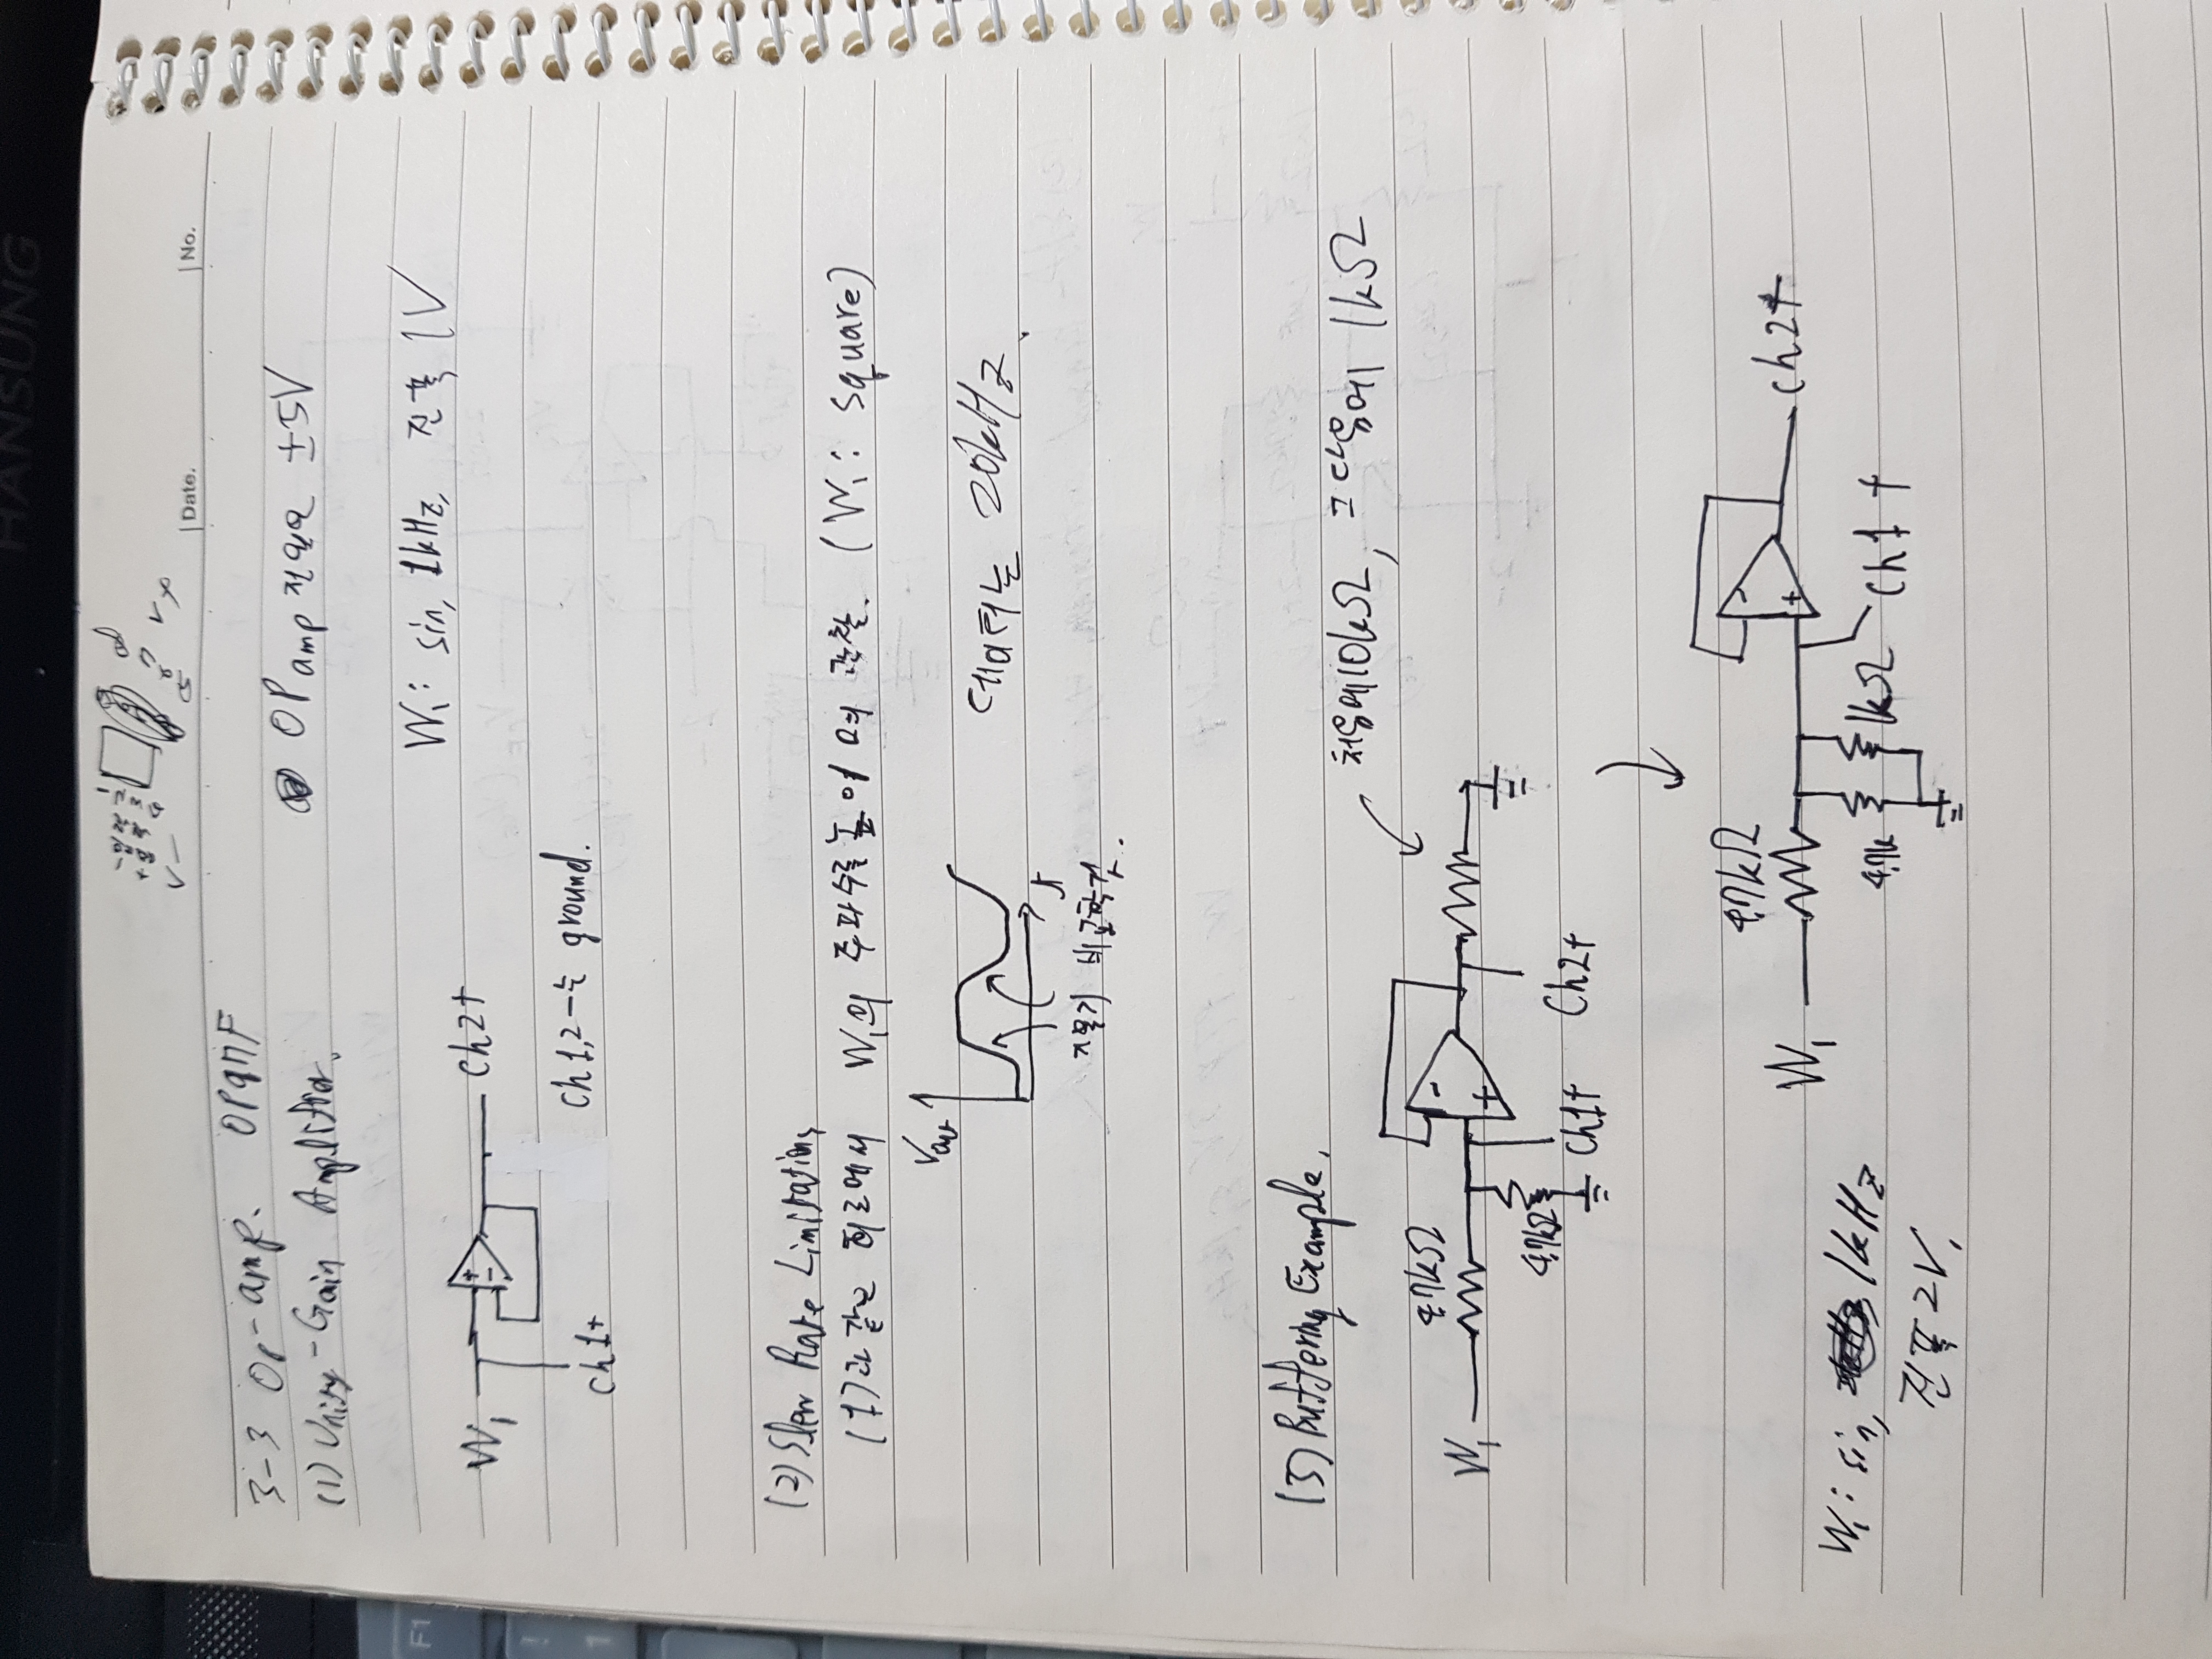 HANSUNG
Date. No.
V- V+
3-3 Op-amp. OP97F
(1) Unity-Gain Amplifier.
OPamp 전원은 ±5V
W₁: sin, 1kHz, 진폭 1V
W₁ + - Ch2+
Ch1+
Ch1,2-는 ground.
(2) Slew Rate Limitations
(1)과 같은 회로에서 W₁의 주파수를 높이며 관찰. (W₁: square)
Vout
t
데이터는 20kHz.
기울기 비교할것.
(3) Buffering Example.
처음에 10kΩ, 그다음에 1kΩ
W₁ 4.7kΩ - +
4.7kΩ Ch1+ Ch2+
W₁ 4.7kΩ - + Ch2+
4.7k 1kΩ Ch1+
W₁: sin, 1kHz
진폭 2V.
F1
!
1